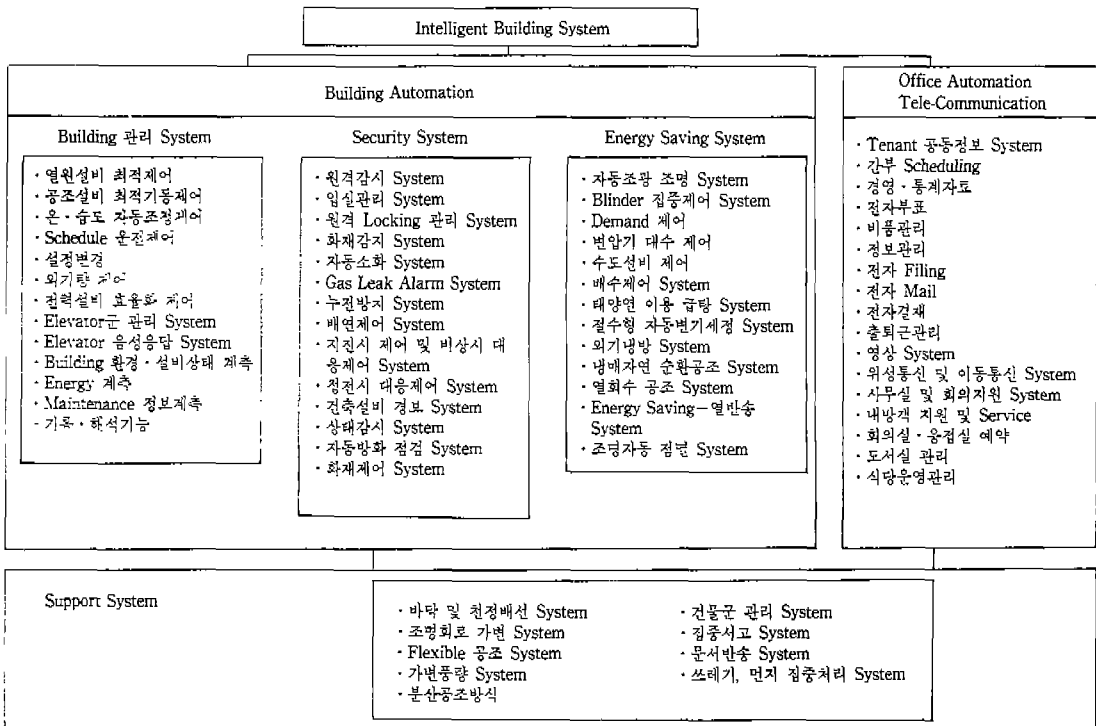 Intelligent Building System
Building Automation
Building 관리 System
· 열원설비 최적제어
· 공조설비 최적기동제어
· 온·습도 자동조정제어
· Schedule 운전제어
· 설정변경
· 외기량 제어
· 전력설비 효율화 제어
· Elevator군 관리 System
· Elevator 음성응답 System
· Building 환경·설비상태 계측
· Energy 계측
· Maintenance 정보계측
- 기록·해석기능
Security System
· 원격감시 System
· 입실관리 System
· 원격 Locking 관리 System
· 화재감지 System
· 자동소화 System
· Gas Leak Alarm System
· 누전방지 System
· 배연제어 System
· 지진시 제어 및 비상시 대
응제어 System
· 정전시 대응제어 System
· 건축설비 경보 System
· 상태감시 System
· 자동방화 점검 System
· 화재제어 System
Energy Saving System
· 자동조광 조명 System
· Blinder 집중제어 System
· Demand 제어
· 변압기 대수 제어
· 수도설비 제어
· 배수제어 System
· 태양연 이용 급탕 System
· 절수형 자동변기세정 System
· 외기냉방 System
· 냉매자연 순환공조 System
· 열회수 공조 System
· Energy Saving-열반송
System
· 조명자동 점멸 System
Office Automation
Tele-Communication
· Tenant 공동정보 System
· 간부 Scheduling
· 경영·통계자료
· 전자부표
· 비품관리
· 정보관리
· 전자 Filing
· 전자 Mail
· 전자결재
· 출퇴근관리
· 영상 System
· 위성통신 및 이동통신 System
· 사무실 및 회의지원 System
· 내방객 지원 및 Service
· 회의실·응접실 예약
· 도서실 관리
· 식당운영관리
Support System
· 바닥 및 천정배선 System
· 조명회로 가변 System
· Flexible 공조 System
· 가변풍량 System
· 분산공조방식
· 건물군 관리 System
· 집중서고 System
· 문서반송 System
· 쓰레기, 먼지 집중처리 System